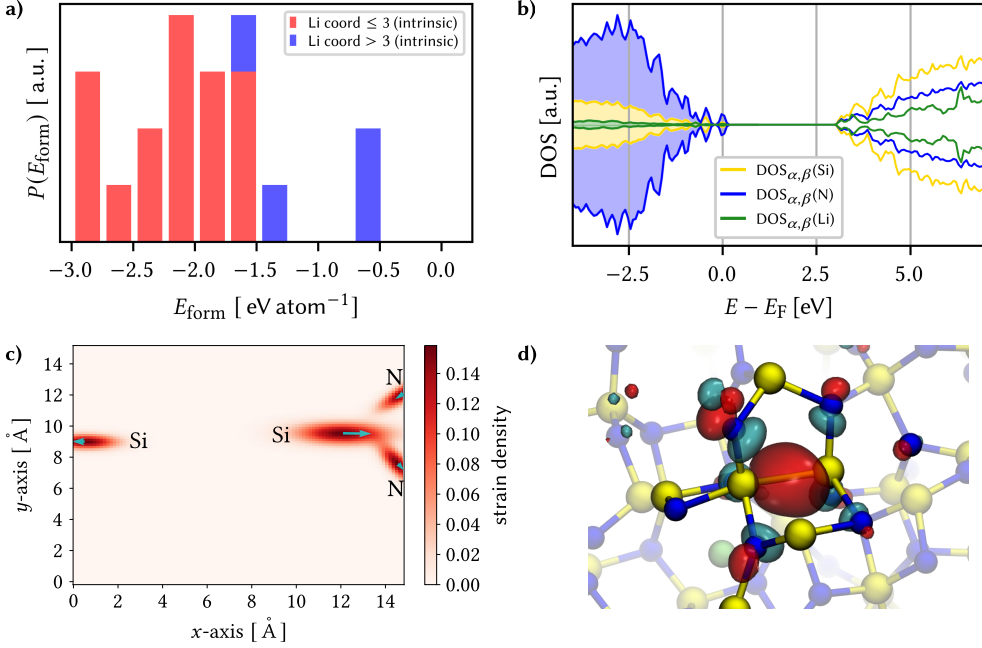 a)
Li coord ≤ 3 (intrinsic)
Li coord > 3 (intrinsic)
P(E_form) [ a.u.]
−3.0 −2.5 −2.0 −1.5 −1.0 −0.5 0.0
E_form [ eV atom⁻¹]
b)
DOS [a.u.]
DOS_α,β(Si)
DOS_α,β(N)
DOS_α,β(Li)
−2.5 0.0 2.5 5.0
E − E_F [eV]
c)
14
12
10
8
6
4
2
0
y-axis [ Å]
N
Si
Si
N
0 2 4 6 8 10 12 14
x-axis [ Å]
0.14
0.12
0.10
0.08
0.06
0.04
0.02
0.00
strain density
d)